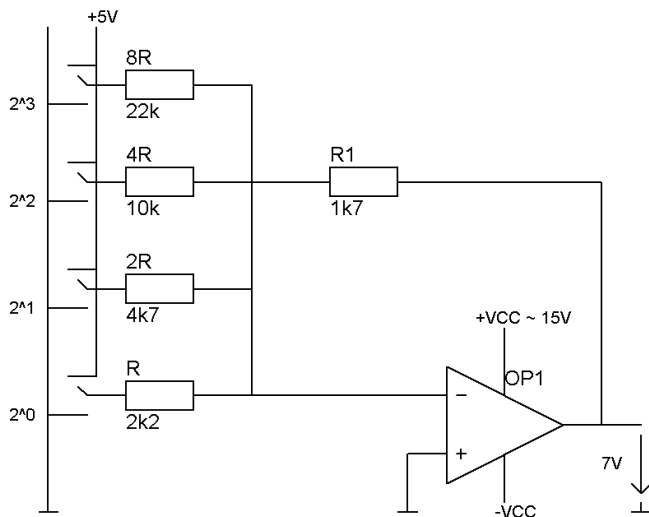 +5V
8R
2^3
22k
4R
R1
2^2
10k
1k7
2R
2^1
4k7
+VCC ~ 15V
R
OP1
2^0
2k2
−
+
7V
-VCC